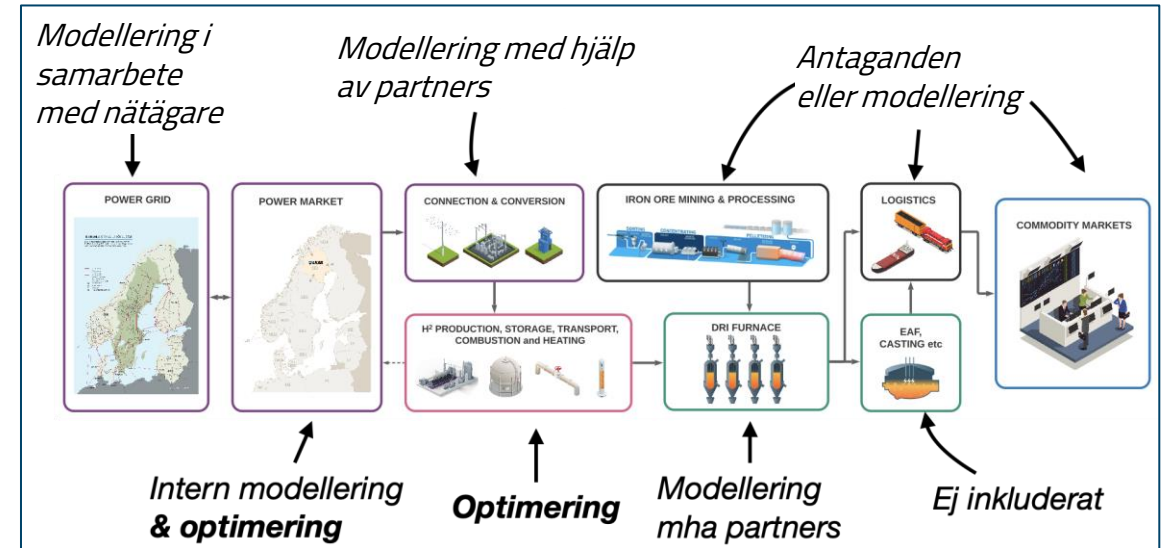 Modellering i
samarbete
med nätägare
Modellering med hjälp
av partners
Antaganden
eller modellering
POWER GRID
POWER MARKET
CONNECTION & CONVERSION
IRON ORE MINING & PROCESSING
LOGISTICS
COMMODITY MARKETS
H² PRODUCTION, STORAGE, TRANSPORT,
COMBUSTION and HEATING
DRI FURNACE
EAF,
CASTING etc
Intern modellering
& optimering
Optimering
Modellering
mha partners
Ej inkluderat